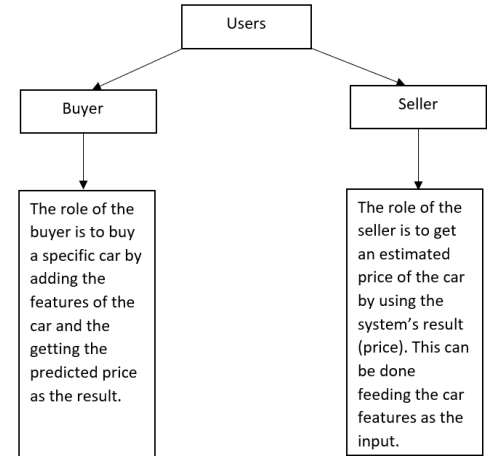 Users
Buyer
Seller
The role of the
buyer is to buy
a specific car by
adding the
features of the
car and the
getting the
predicted price
as the result.
The role of the
seller is to get
an estimated
price of the car
by using the
system's result
(price). This can
be done
feeding the car
features as the
input.